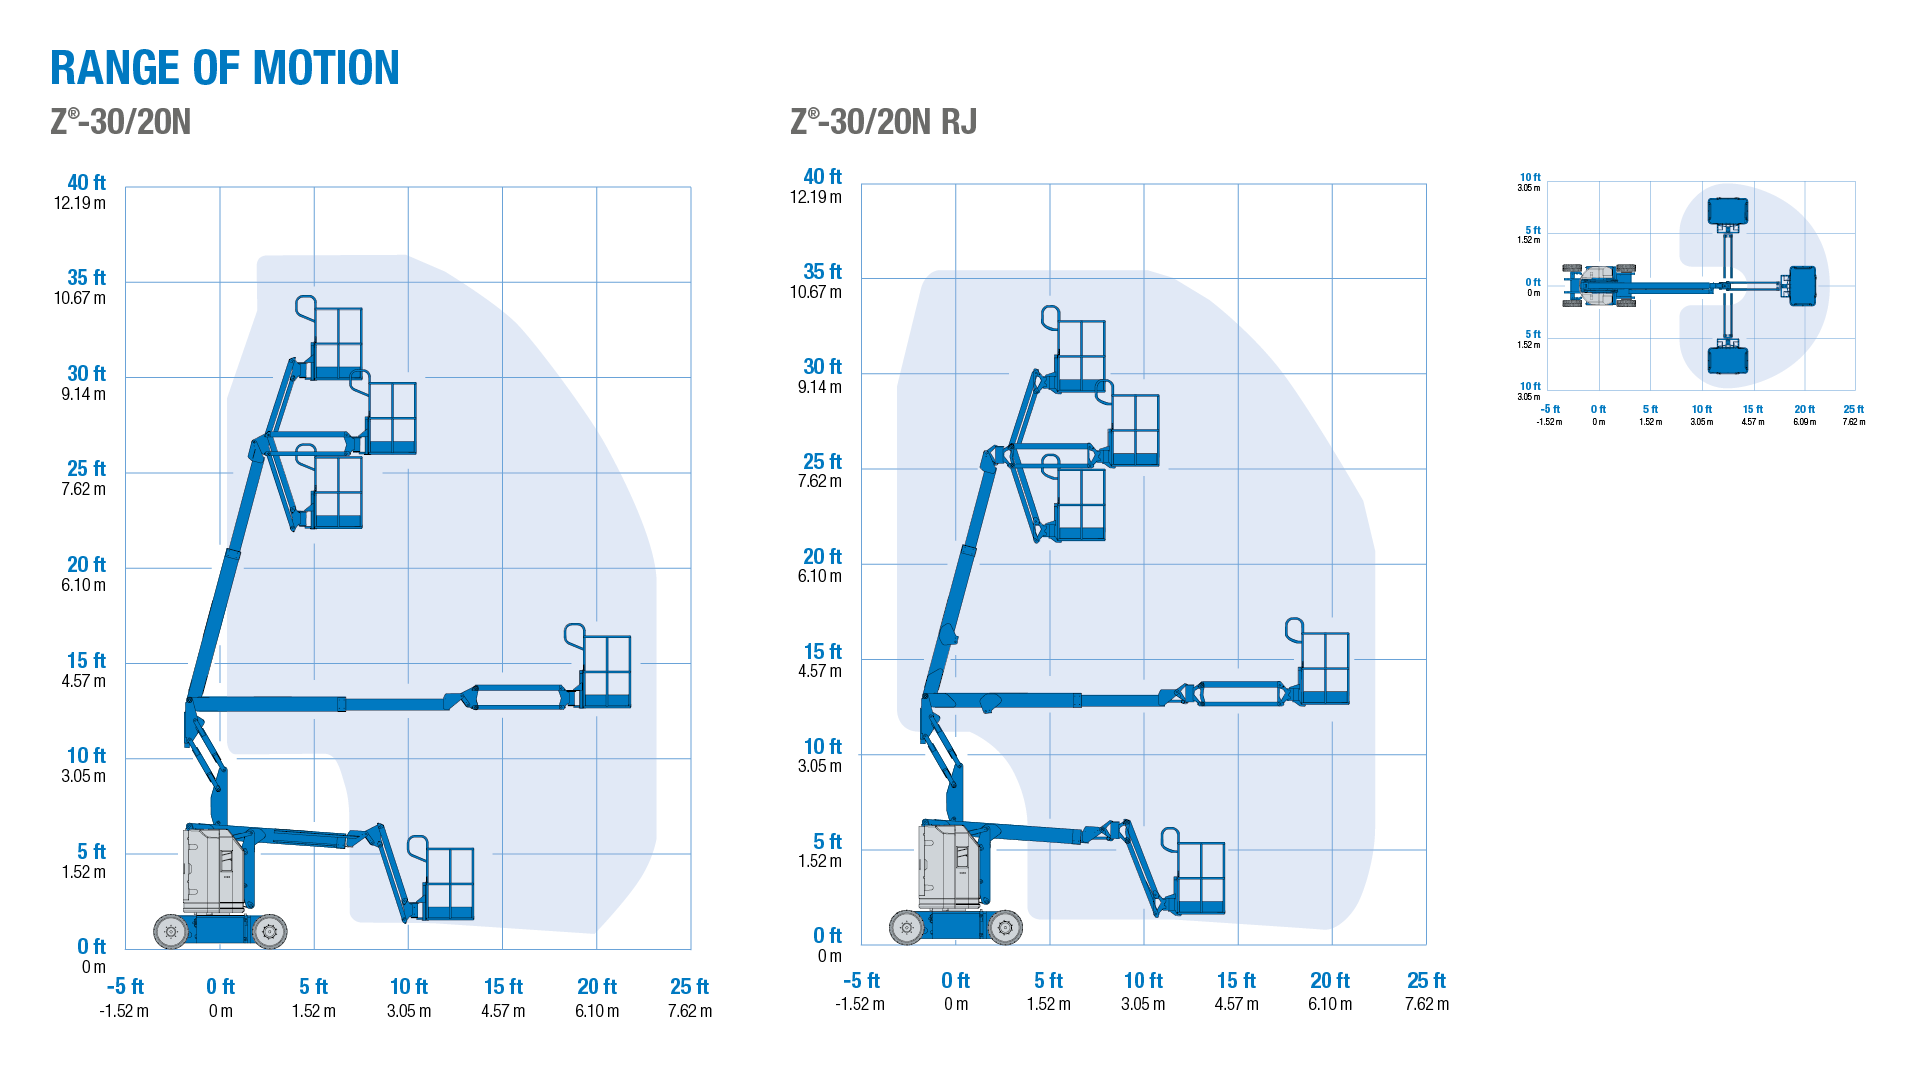 RANGE OF MOTION
Z®-30/20N
40 ft
12.19 m
35 ft
10.67 m
30 ft
9.14 m
25 ft
7.62 m
20 ft
6.10 m
15 ft
4.57 m
10 ft
3.05 m
5 ft
1.52 m
0 ft
0 m
-5 ft 0 ft 5 ft 10 ft 15 ft 20 ft 25 ft
-1.52 m 0 m 1.52 m 3.05 m 4.57 m 6.10 m 7.62 m
Z®-30/20N RJ
40 ft
12.19 m
35 ft
10.67 m
30 ft
9.14 m
25 ft
7.62 m
20 ft
6.10 m
15 ft
4.57 m
10 ft
3.05 m
5 ft
1.52 m
0 ft
0 m
-5 ft 0 ft 5 ft 10 ft 15 ft 20 ft 25 ft
-1.52 m 0 m 1.52 m 3.05 m 4.57 m 6.10 m 7.62 m
10 ft
3.05 m
5 ft
1.52 m
0 ft
0 m
5 ft
1.52 m
10 ft
3.05 m
-5 ft 0 ft 5 ft 10 ft 15 ft 20 ft 25 ft
-1.52 m 0 m 1.52 m 3.05 m 4.57 m 6.09 m 7.62 m